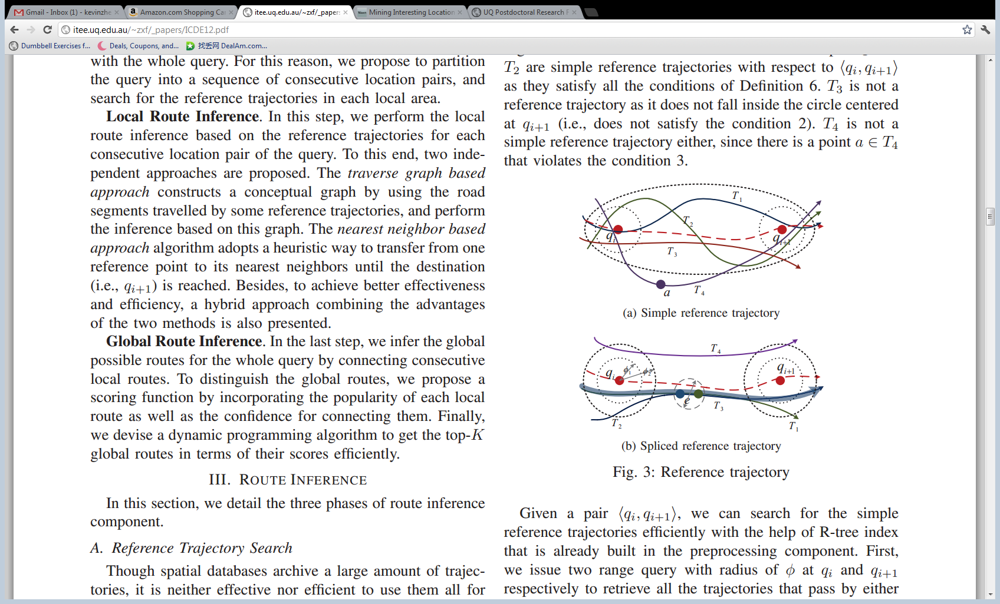 Gmail - Inbox (1) - kevinzhe
Amazon.com Shopping Ca
itee.uq.edu.au/~zxf/_papers
Mining Interesting Location
UQ Postdoctoral Research F
itee.uq.edu.au/~zxf/_papers/ICDE12.pdf
Dumbbell Exercises f...
Deals, Coupons, and...
找丢网 DealAm.com...
with the whole query. For this reason, we propose to partition
the query into a sequence of consecutive location pairs, and
search for the reference trajectories in each local area.
Local Route Inference. In this step, we perform the local
route inference based on the reference trajectories for each
consecutive location pair of the query. To this end, two inde-
pendent approaches are proposed. The traverse graph based
approach constructs a conceptual graph by using the road
segments travelled by some reference trajectories, and perform
the inference based on this graph. The nearest neighbor based
approach algorithm adopts a heuristic way to transfer from one
reference point to its nearest neighbors until the destination
(i.e., qi+1) is reached. Besides, to achieve better effectiveness
and efficiency, a hybrid approach combining the advantages
of the two methods is also presented.
Global Route Inference. In the last step, we infer the global
possible routes for the whole query by connecting consecutive
local routes. To distinguish the global routes, we propose a
scoring function by incorporating the popularity of each local
route as well as the confidence for connecting them. Finally,
we devise a dynamic programming algorithm to get the top-K
global routes in terms of their scores efficiently.
III. ROUTE INFERENCE
In this section, we detail the three phases of route inference
component.
A. Reference Trajectory Search
Though spatial databases archive a large amount of trajec-
tories, it is neither effective nor efficient to use them all for
T2 are simple reference trajectories with respect to ⟨qi, qi+1⟩
as they satisfy all the conditions of Definition 6. T3 is not a
reference trajectory as it does not fall inside the circle centered
at qi+1 (i.e., does not satisfy the condition 2). T4 is not a
simple reference trajectory either, since there is a point a ∈ T4
that violates the condition 3.
T1
T2
qi
qi+1
T3
a
T4
(a) Simple reference trajectory
T4
qi
ϕ1
ϕ2
qi+1
e
T3
T2
T1
(b) Spliced reference trajectory
Fig. 3: Reference trajectory
Given a pair ⟨qi, qi+1⟩, we can search for the simple
reference trajectories efficiently with the help of R-tree index
that is already built in the preprocessing component. First,
we issue two range query with radius of ϕ at qi and qi+1
respectively to retrieve all the trajectories that pass by either